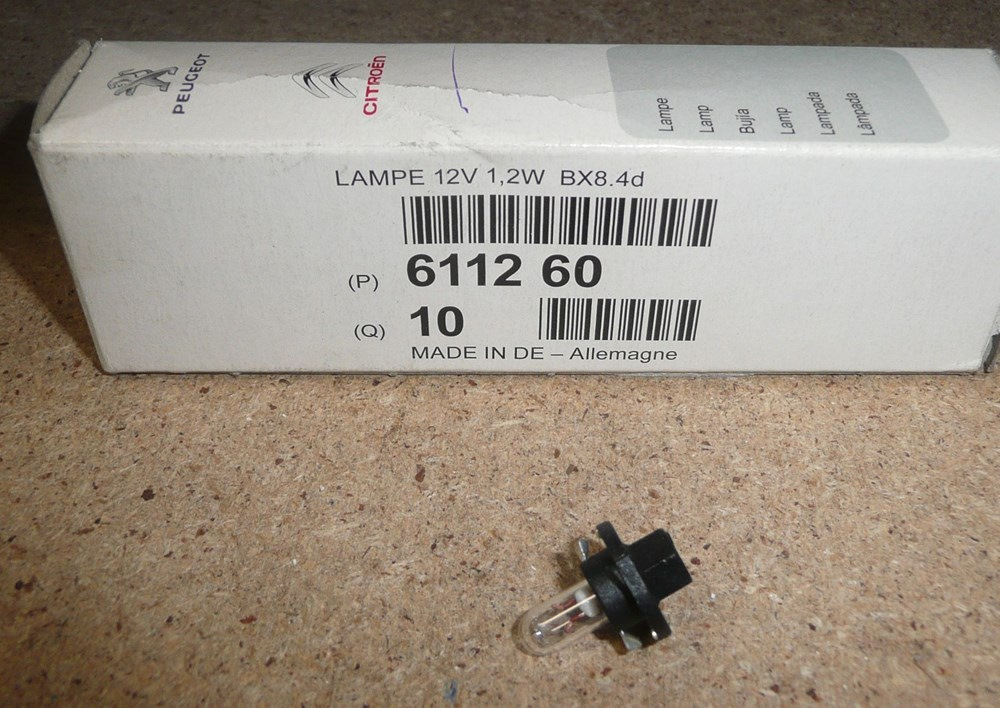 PEUGEOT
CITROËN
Lampe
Lamp
Bujia
Lamp
Lampada
Lâmpada
LAMPE 12V 1,2W BX8.4d
(P) 6112 60
(Q) 10
MADE IN DE – Allemagne